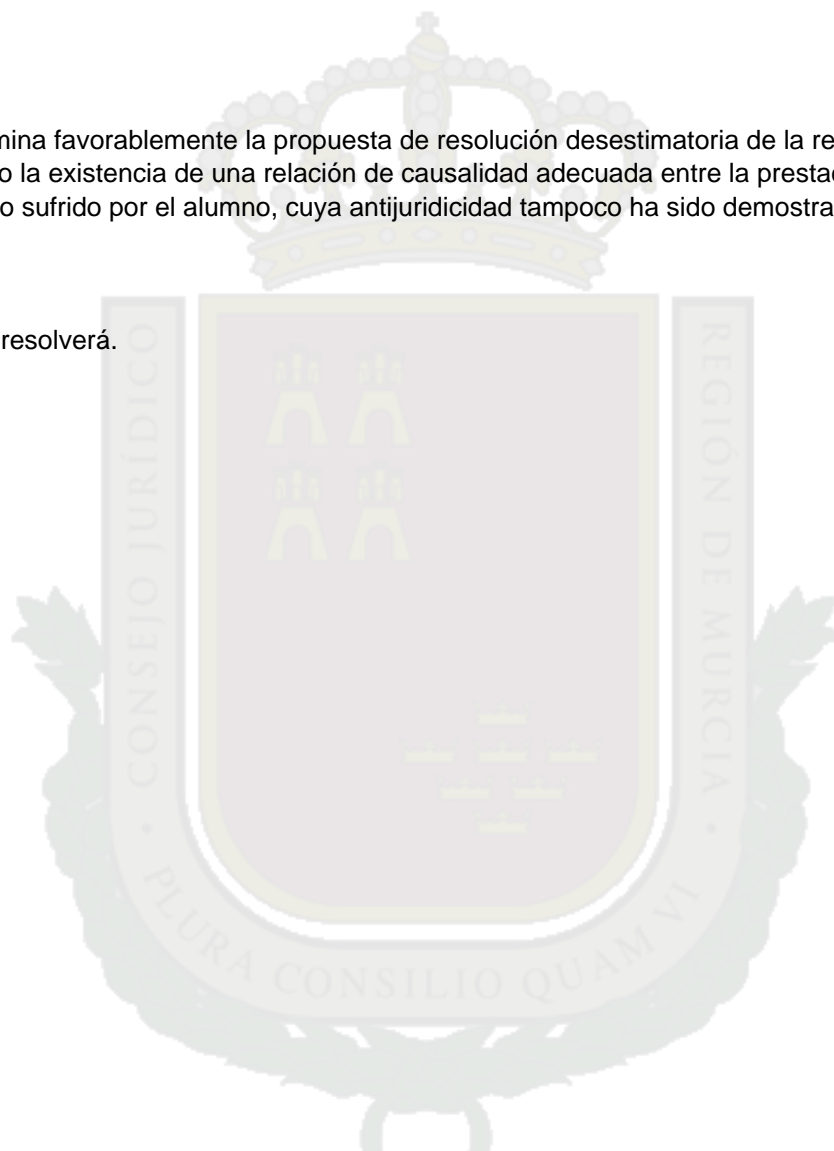 mina favorablemente la propuesta de resolución desestimatoria de la re
o la existencia de una relación de causalidad adecuada entre la prestac
o sufrido por el alumno, cuya antijuridicidad tampoco ha sido demostra
resolverá.
CONSEJO JURÍDICO
REGIÓN DE MURCIA
PLURA CONSILIO QUAM VI